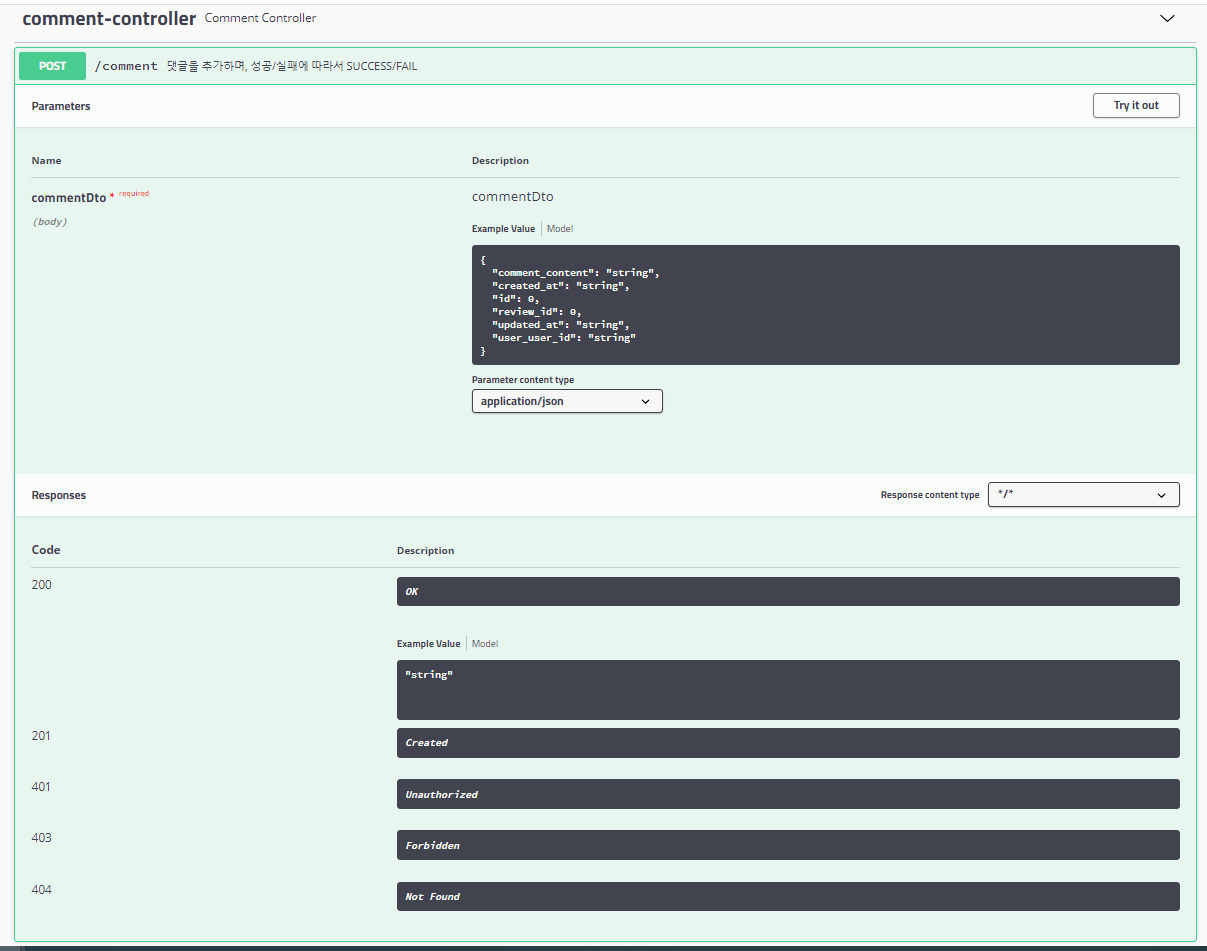 comment-controller Comment Controller
POST /comment 댓글을 추가하며, 성공/실패에 따라서 SUCCESS/FAIL
Parameters Try it out
Name Description
commentDto * required commentDto
(body)
Example Value Model
{
"comment_content": "string",
"created_at": "string",
"id": 0,
"review_id": 0,
"updated_at": "string",
"user_user_id": "string"
}
Parameter content type
application/json
Responses Response content type */*
Code Description
200 OK
Example Value Model
"string"
201 Created
401 Unauthorized
403 Forbidden
404 Not Found